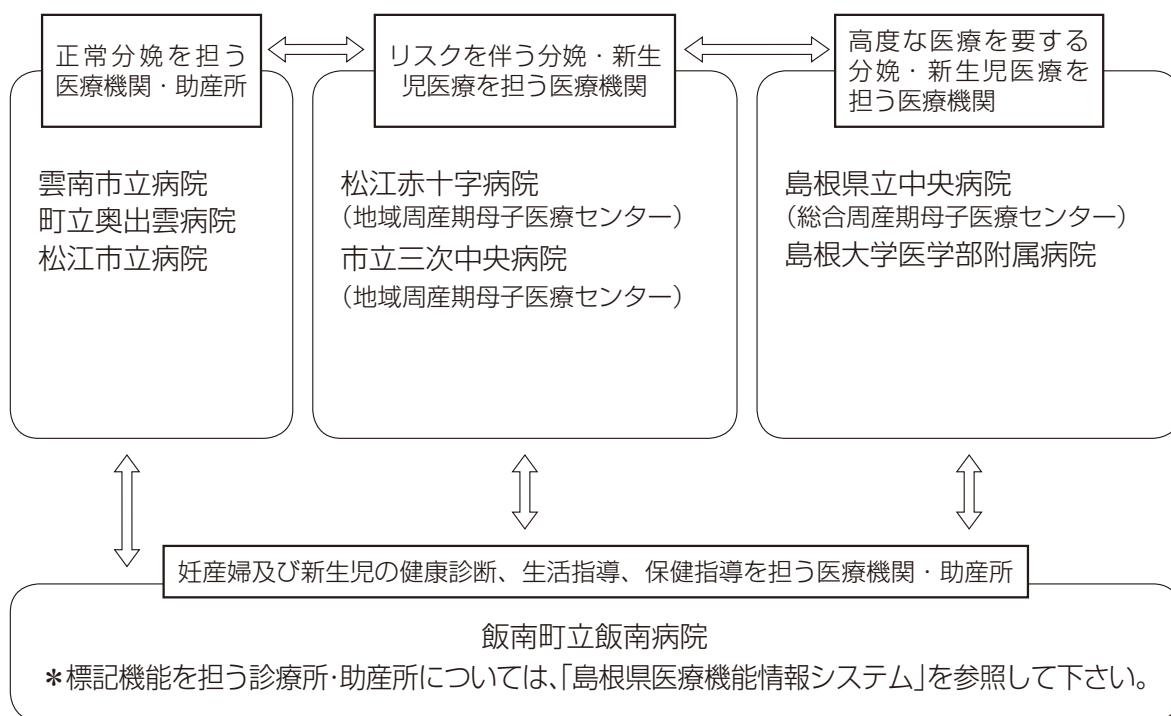 正常分娩を担う
医療機関・助産所
リスクを伴う分娩・新生
児医療を担う医療機関
高度な医療を要する
分娩・新生児医療を
担う医療機関
雲南市立病院
町立奥出雲病院
松江市立病院
松江赤十字病院
（地域周産期母子医療センター）
市立三次中央病院
（地域周産期母子医療センター）
島根県立中央病院
（総合周産期母子医療センター）
島根大学医学部附属病院
妊産婦及び新生児の健康診断、生活指導、保健指導を担う医療機関・助産所
飯南町立飯南病院
＊標記機能を担う診療所・助産所については、「島根県医療機能情報システム」を参照して下さい。